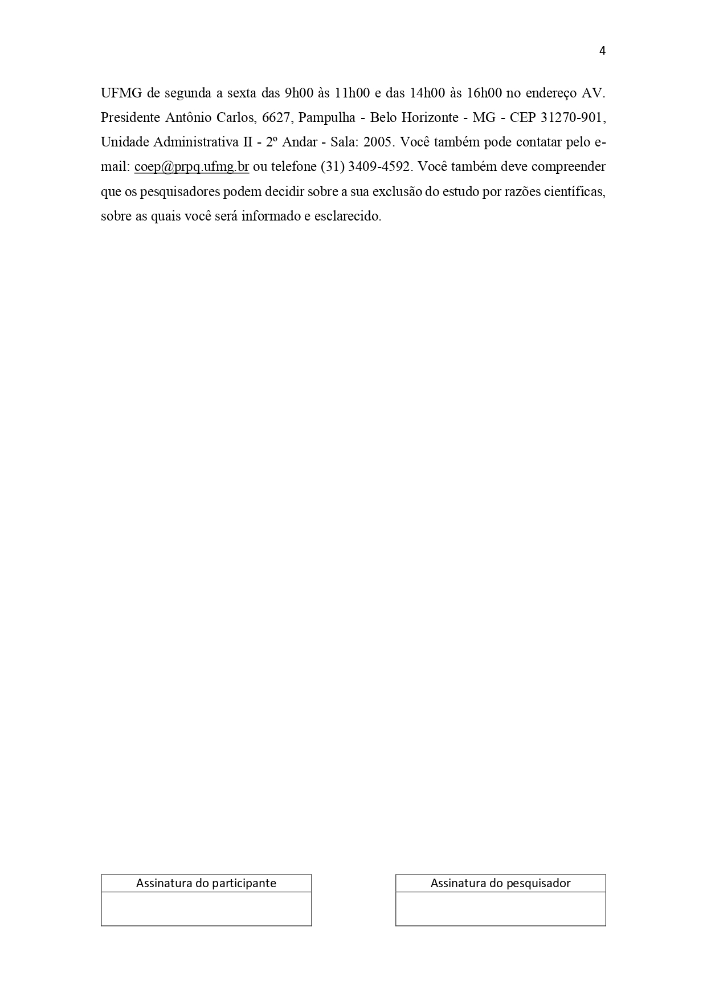 4
UFMG de segunda a sexta das 9h00 às 11h00 e das 14h00 às 16h00 no endereço AV.
Presidente Antônio Carlos, 6627, Pampulha - Belo Horizonte - MG - CEP 31270-901,
Unidade Administrativa II - 2º Andar - Sala: 2005. Você também pode contatar pelo e-
mail: coep@prpq.ufmg.br ou telefone (31) 3409-4592. Você também deve compreender
que os pesquisadores podem decidir sobre a sua exclusão do estudo por razões científicas,
sobre as quais você será informado e esclarecido.
Assinatura do participante
Assinatura do pesquisador